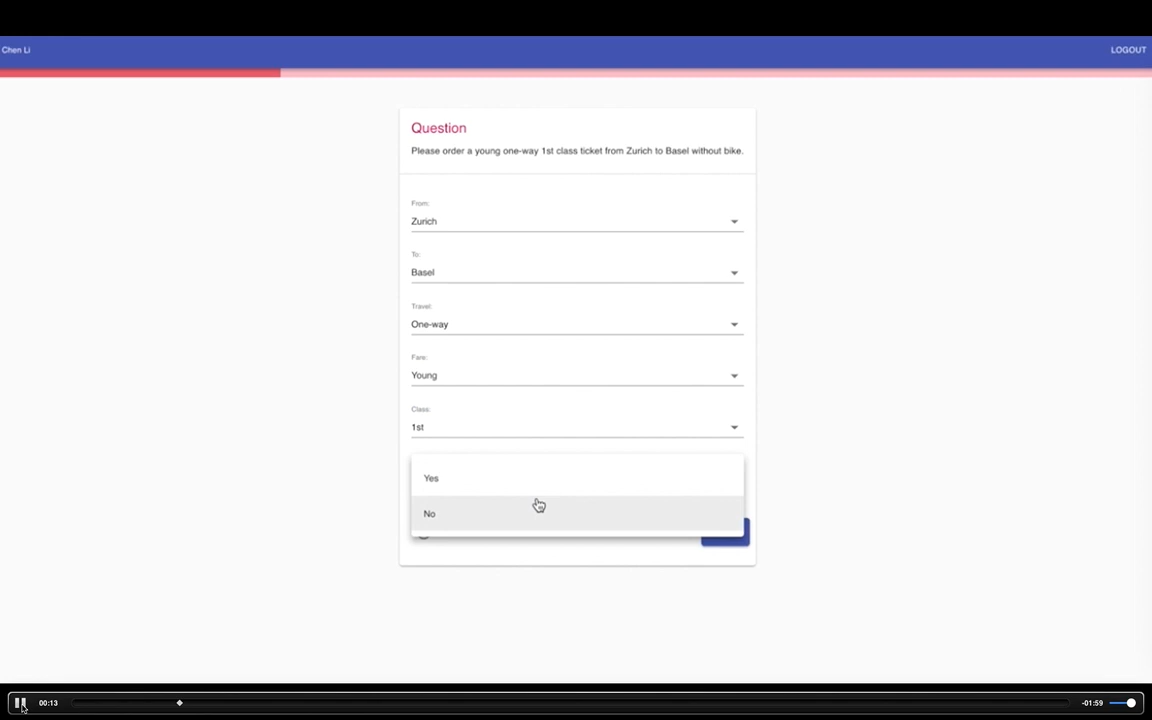 Chen Li
LOGOUT
Question
Please order a young one-way 1st class ticket from Zurich to Basel without bike.
From:
Zurich
To:
Basel
Travel:
One-way
Fare:
Young
Class:
1st
Yes
No
00:13
-01:59